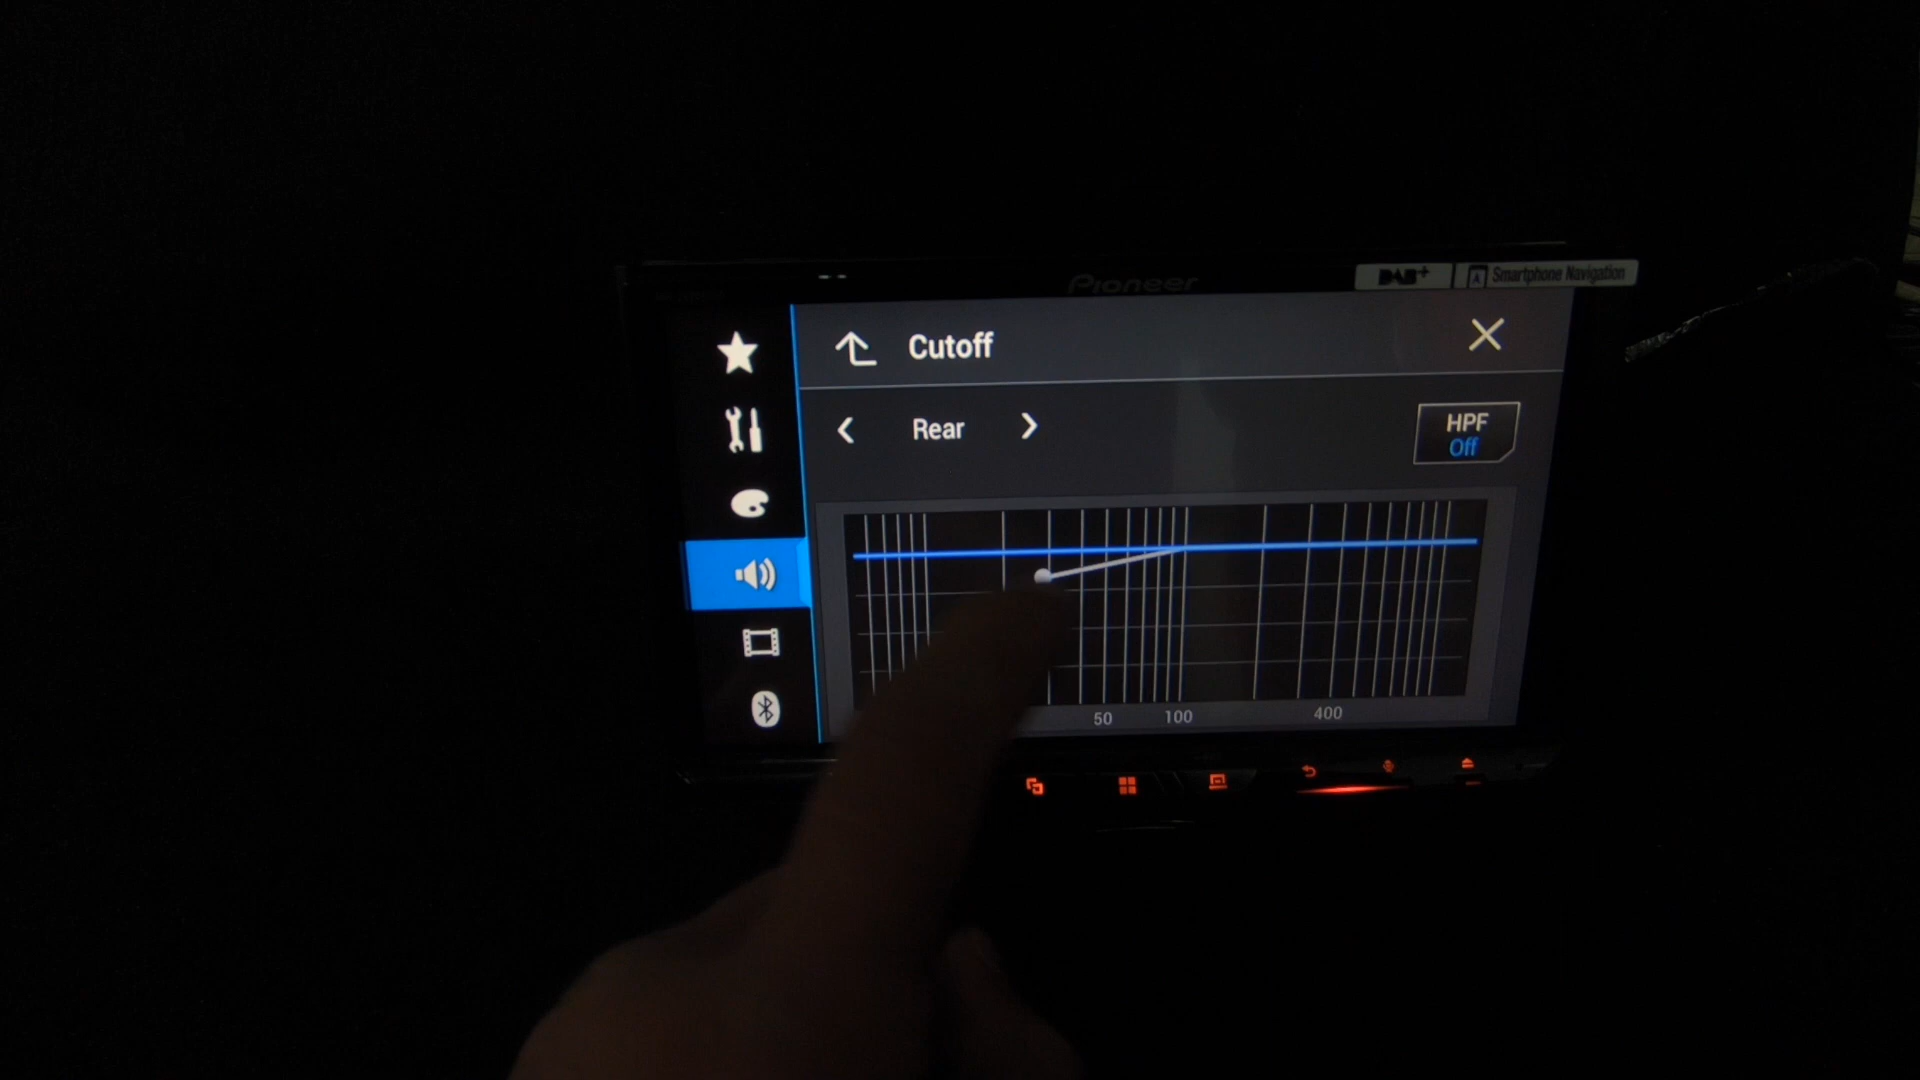 Pioneer
DAB+
Smartphone Navigation
Cutoff
Rear
HPF
Off
50
100
400